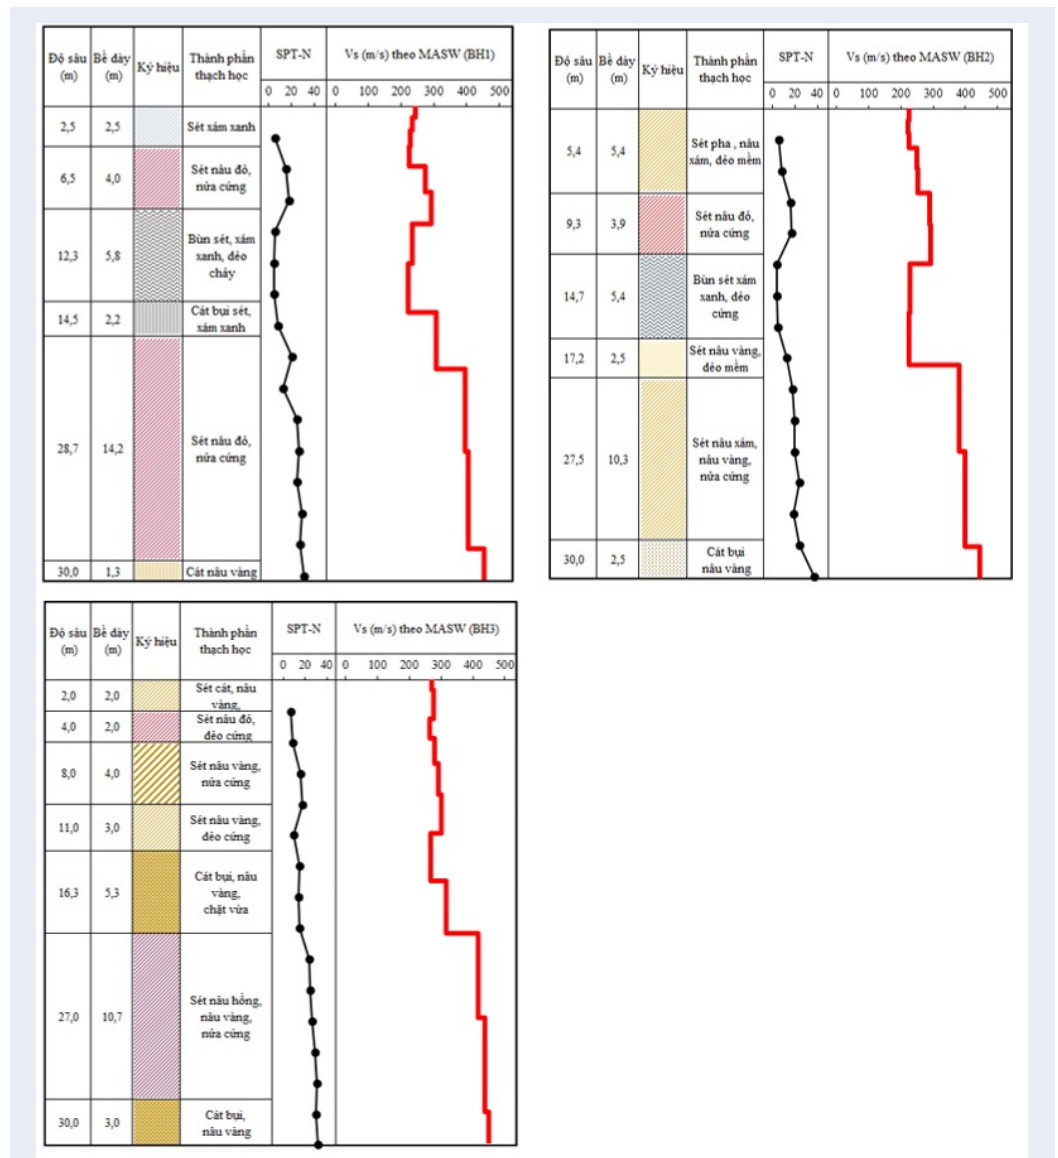 Độ sâu (m) Bề dày (m) Ký hiệu Thành phần thạch học SPT-N Vs (m/s) theo MASW (BH1)
0 20 40 0 100 200 300 400 500
2,5 2,5 Sét xám xanh
6,5 4,0 Sét nâu đỏ, nửa cứng
12,3 5,8 Bùn sét, xám xanh, dẻo chảy
14,5 2,2 Cát bụi sét, xám xanh
28,7 14,2 Sét nâu đỏ, nửa cứng
30,0 1,3 Cát nâu vàng
Độ sâu (m) Bề dày (m) Ký hiệu Thành phần thạch học SPT-N Vs (m/s) theo MASW (BH2)
0 20 40 0 100 200 300 400 500
5,4 5,4 Sét pha , nâu xám, dẻo mềm
9,3 3,9 Sét nâu đỏ, nửa cứng
14,7 5,4 Bùn sét xám xanh, dẻo cứng
17,2 2,5 Sét nâu vàng, dẻo mềm
27,5 10,3 Sét nâu xám, nâu vàng, nửa cứng
30,0 2,5 Cát bụi nâu vàng
Độ sâu (m) Bề dày (m) Ký hiệu Thành phần thạch học SPT-N Vs (m/s) theo MASW (BH3)
0 20 40 0 100 200 300 400 500
2,0 2,0 Sét cát, nâu vàng,
4,0 2,0 Sét nâu đỏ, dẻo cứng
8,0 4,0 Sét nâu vàng, nửa cứng
11,0 3,0 Sét nâu vàng, dẻo cứng
16,3 5,3 Cát bụi, nâu vàng, chặt vừa
27,0 10,7 Sét nâu hồng, nâu vàng, nửa cứng
30,0 3,0 Cát bụi, nâu vàng